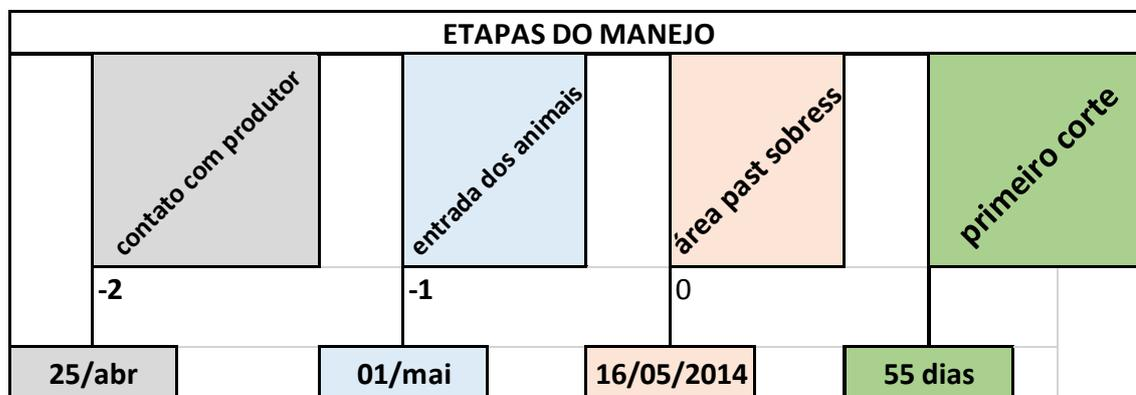 ETAPAS DO MANEJO
contato com produtor
entrada dos animais
área past sobress
primeiro corte
-2
-1
0
25/abr
01/mai
16/05/2014
55 dias